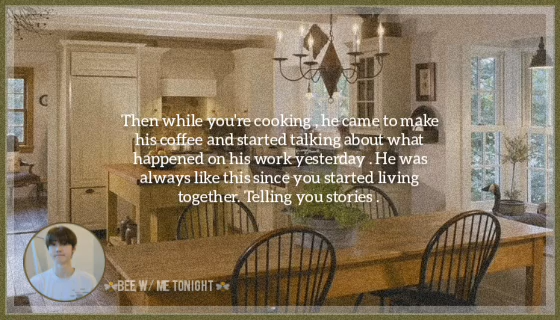 Then while you're cooking , he came to make
his coffee and started talking about what
happened on his work yesterday . He was
always like this since you started living
together. Telling you stories .
BEE W/ ME TONIGHT